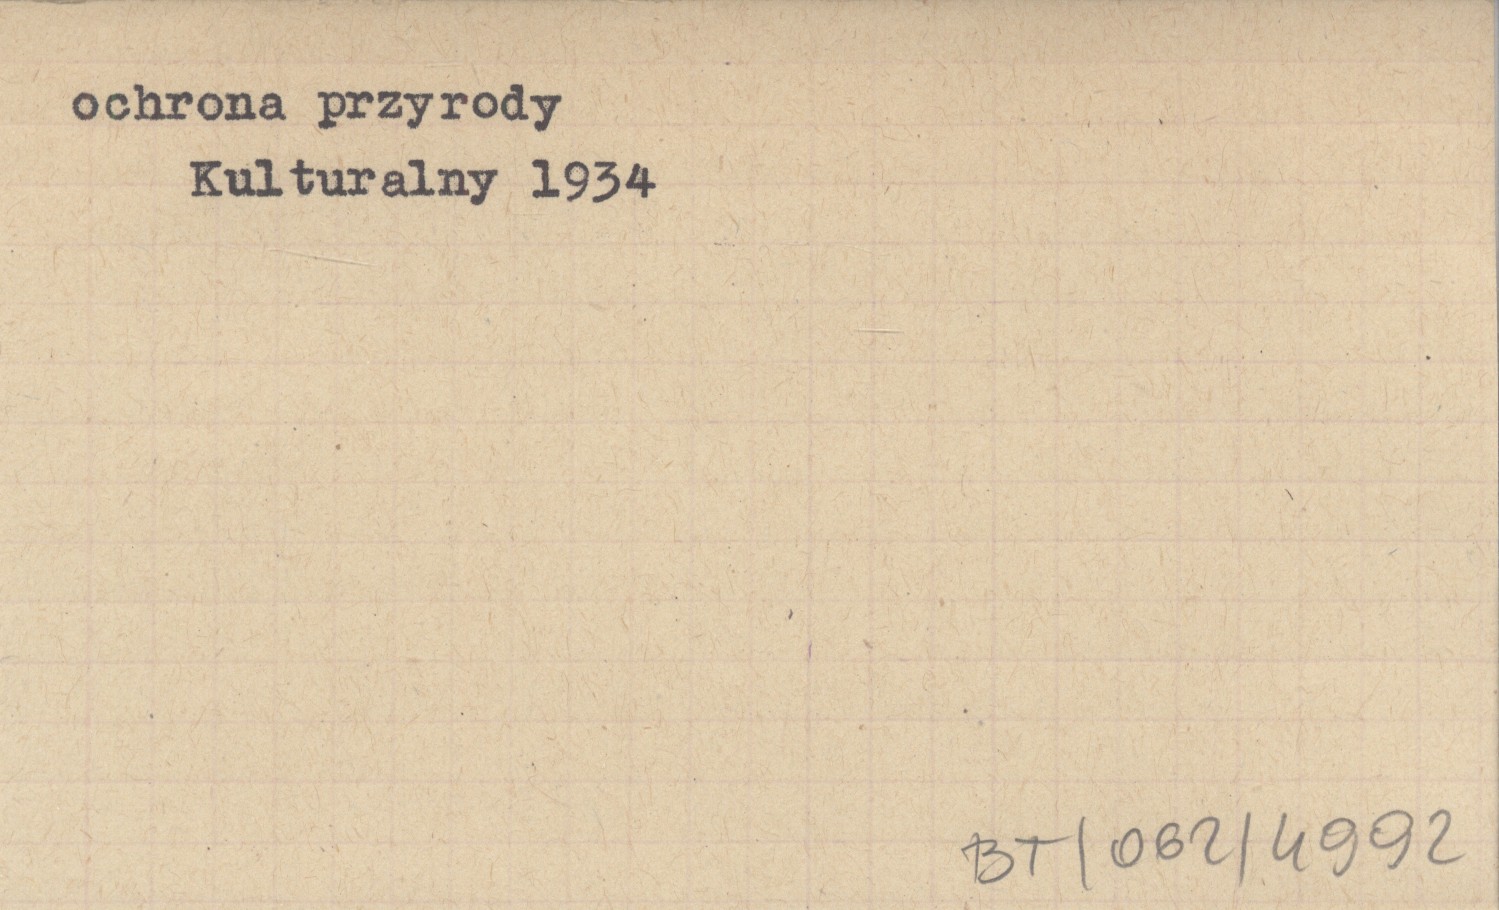 ochrona przyrody
Kulturalny 1934
BT/062/4992